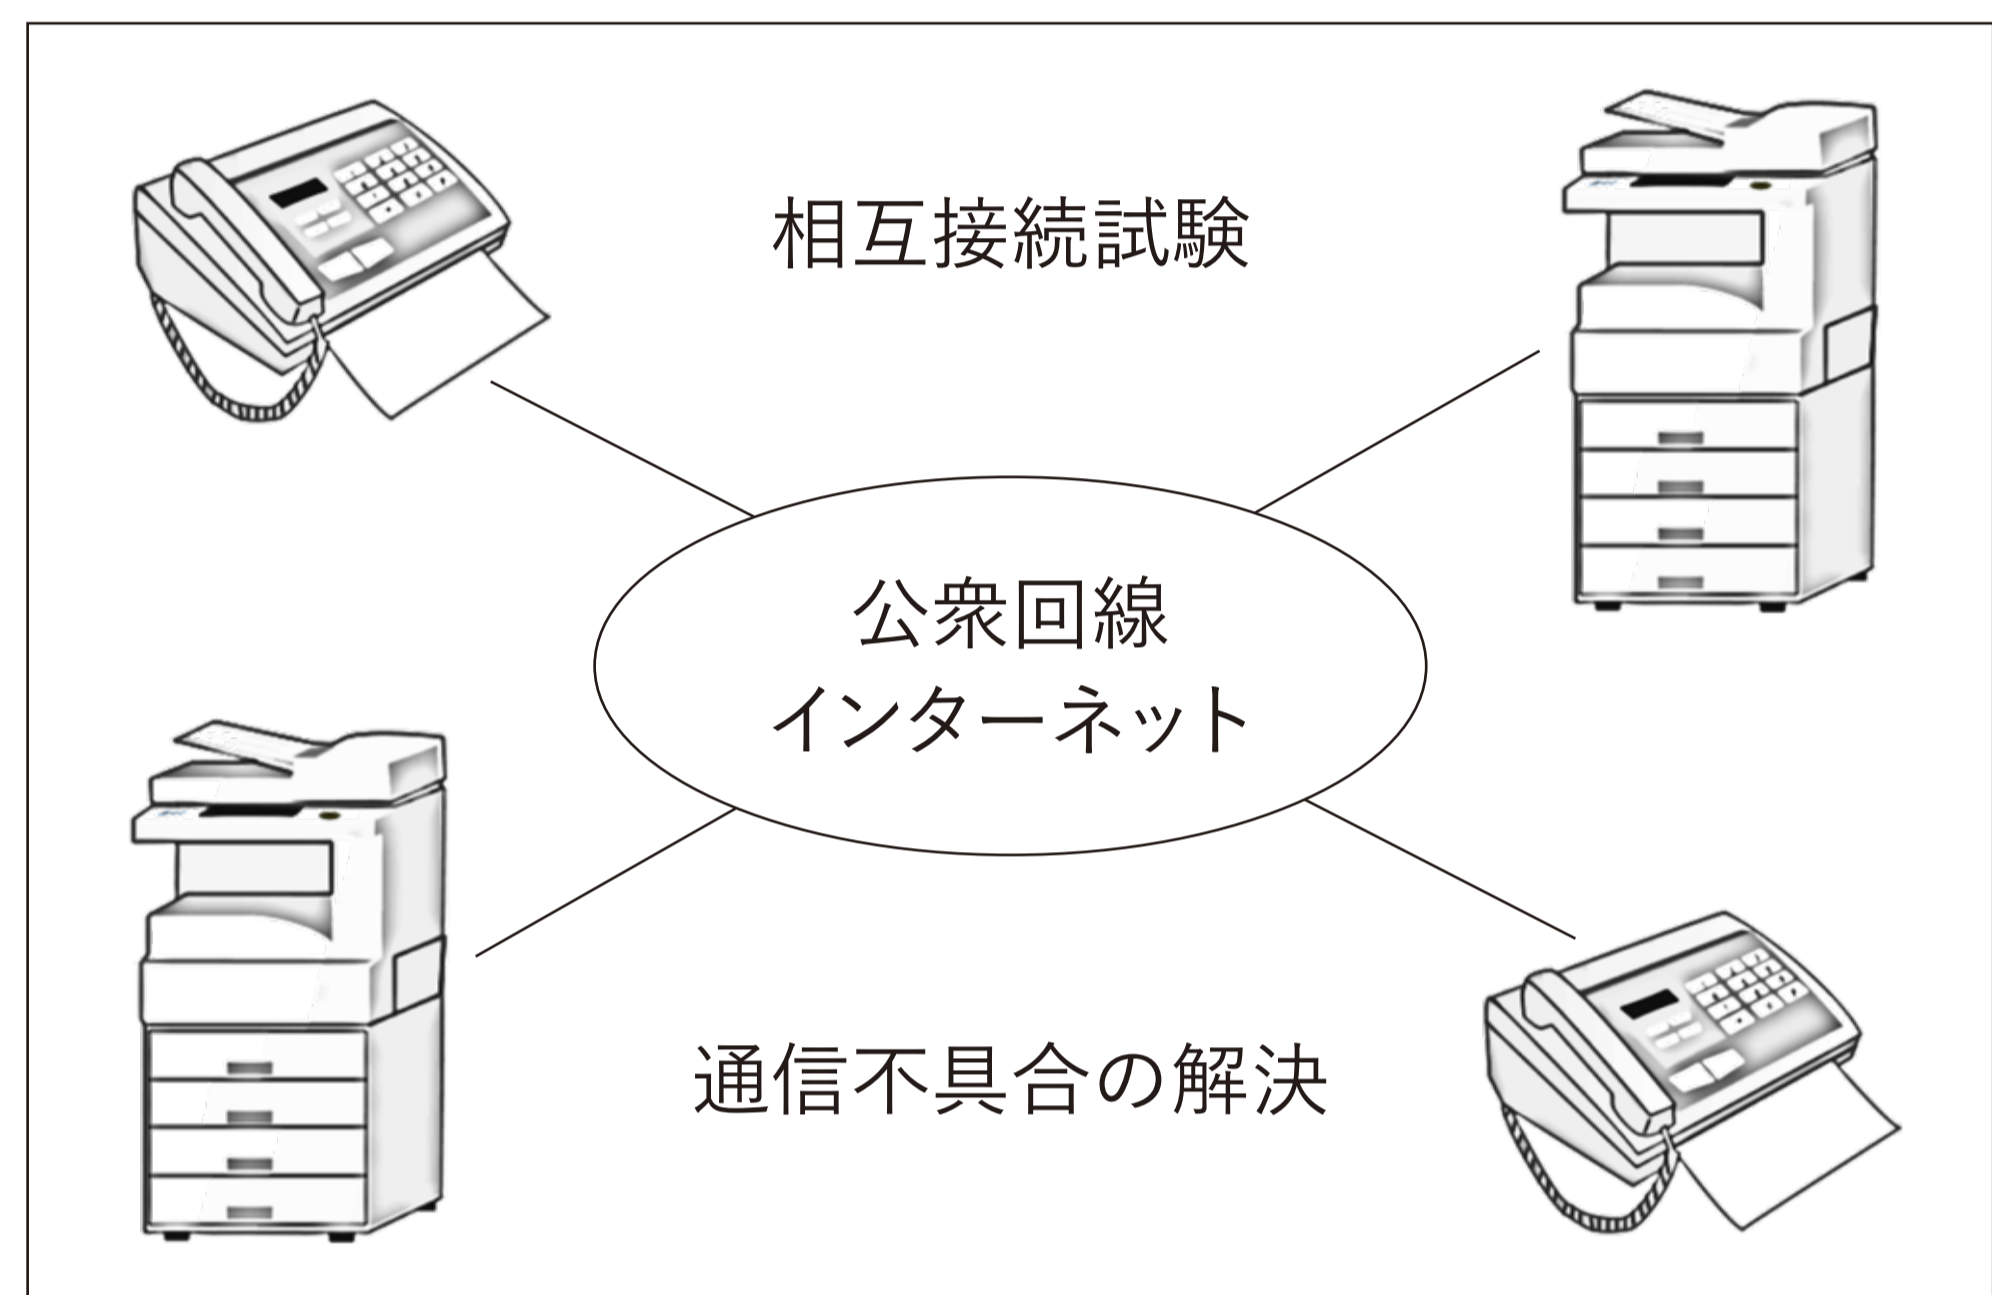 相互接続試験
公衆回線
インターネット
通信不具合の解決